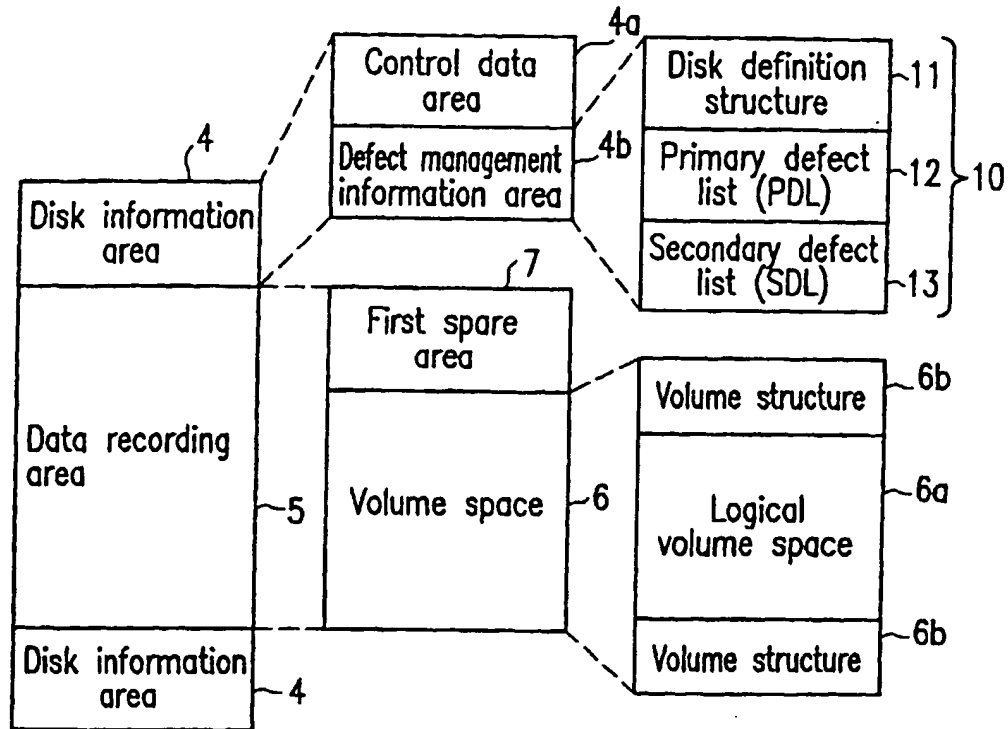 4
Disk information
area
Data recording
area
5
Disk information
area
4
4a
Control data
area
4b
Defect management
information area
7
First spare
area
Volume space
6
11
Disk definition
structure
12
Primary defect
list (PDL)
10
Secondary defect
list (SDL)
13
6b
Volume structure
6a
Logical
volume space
6b
Volume structure